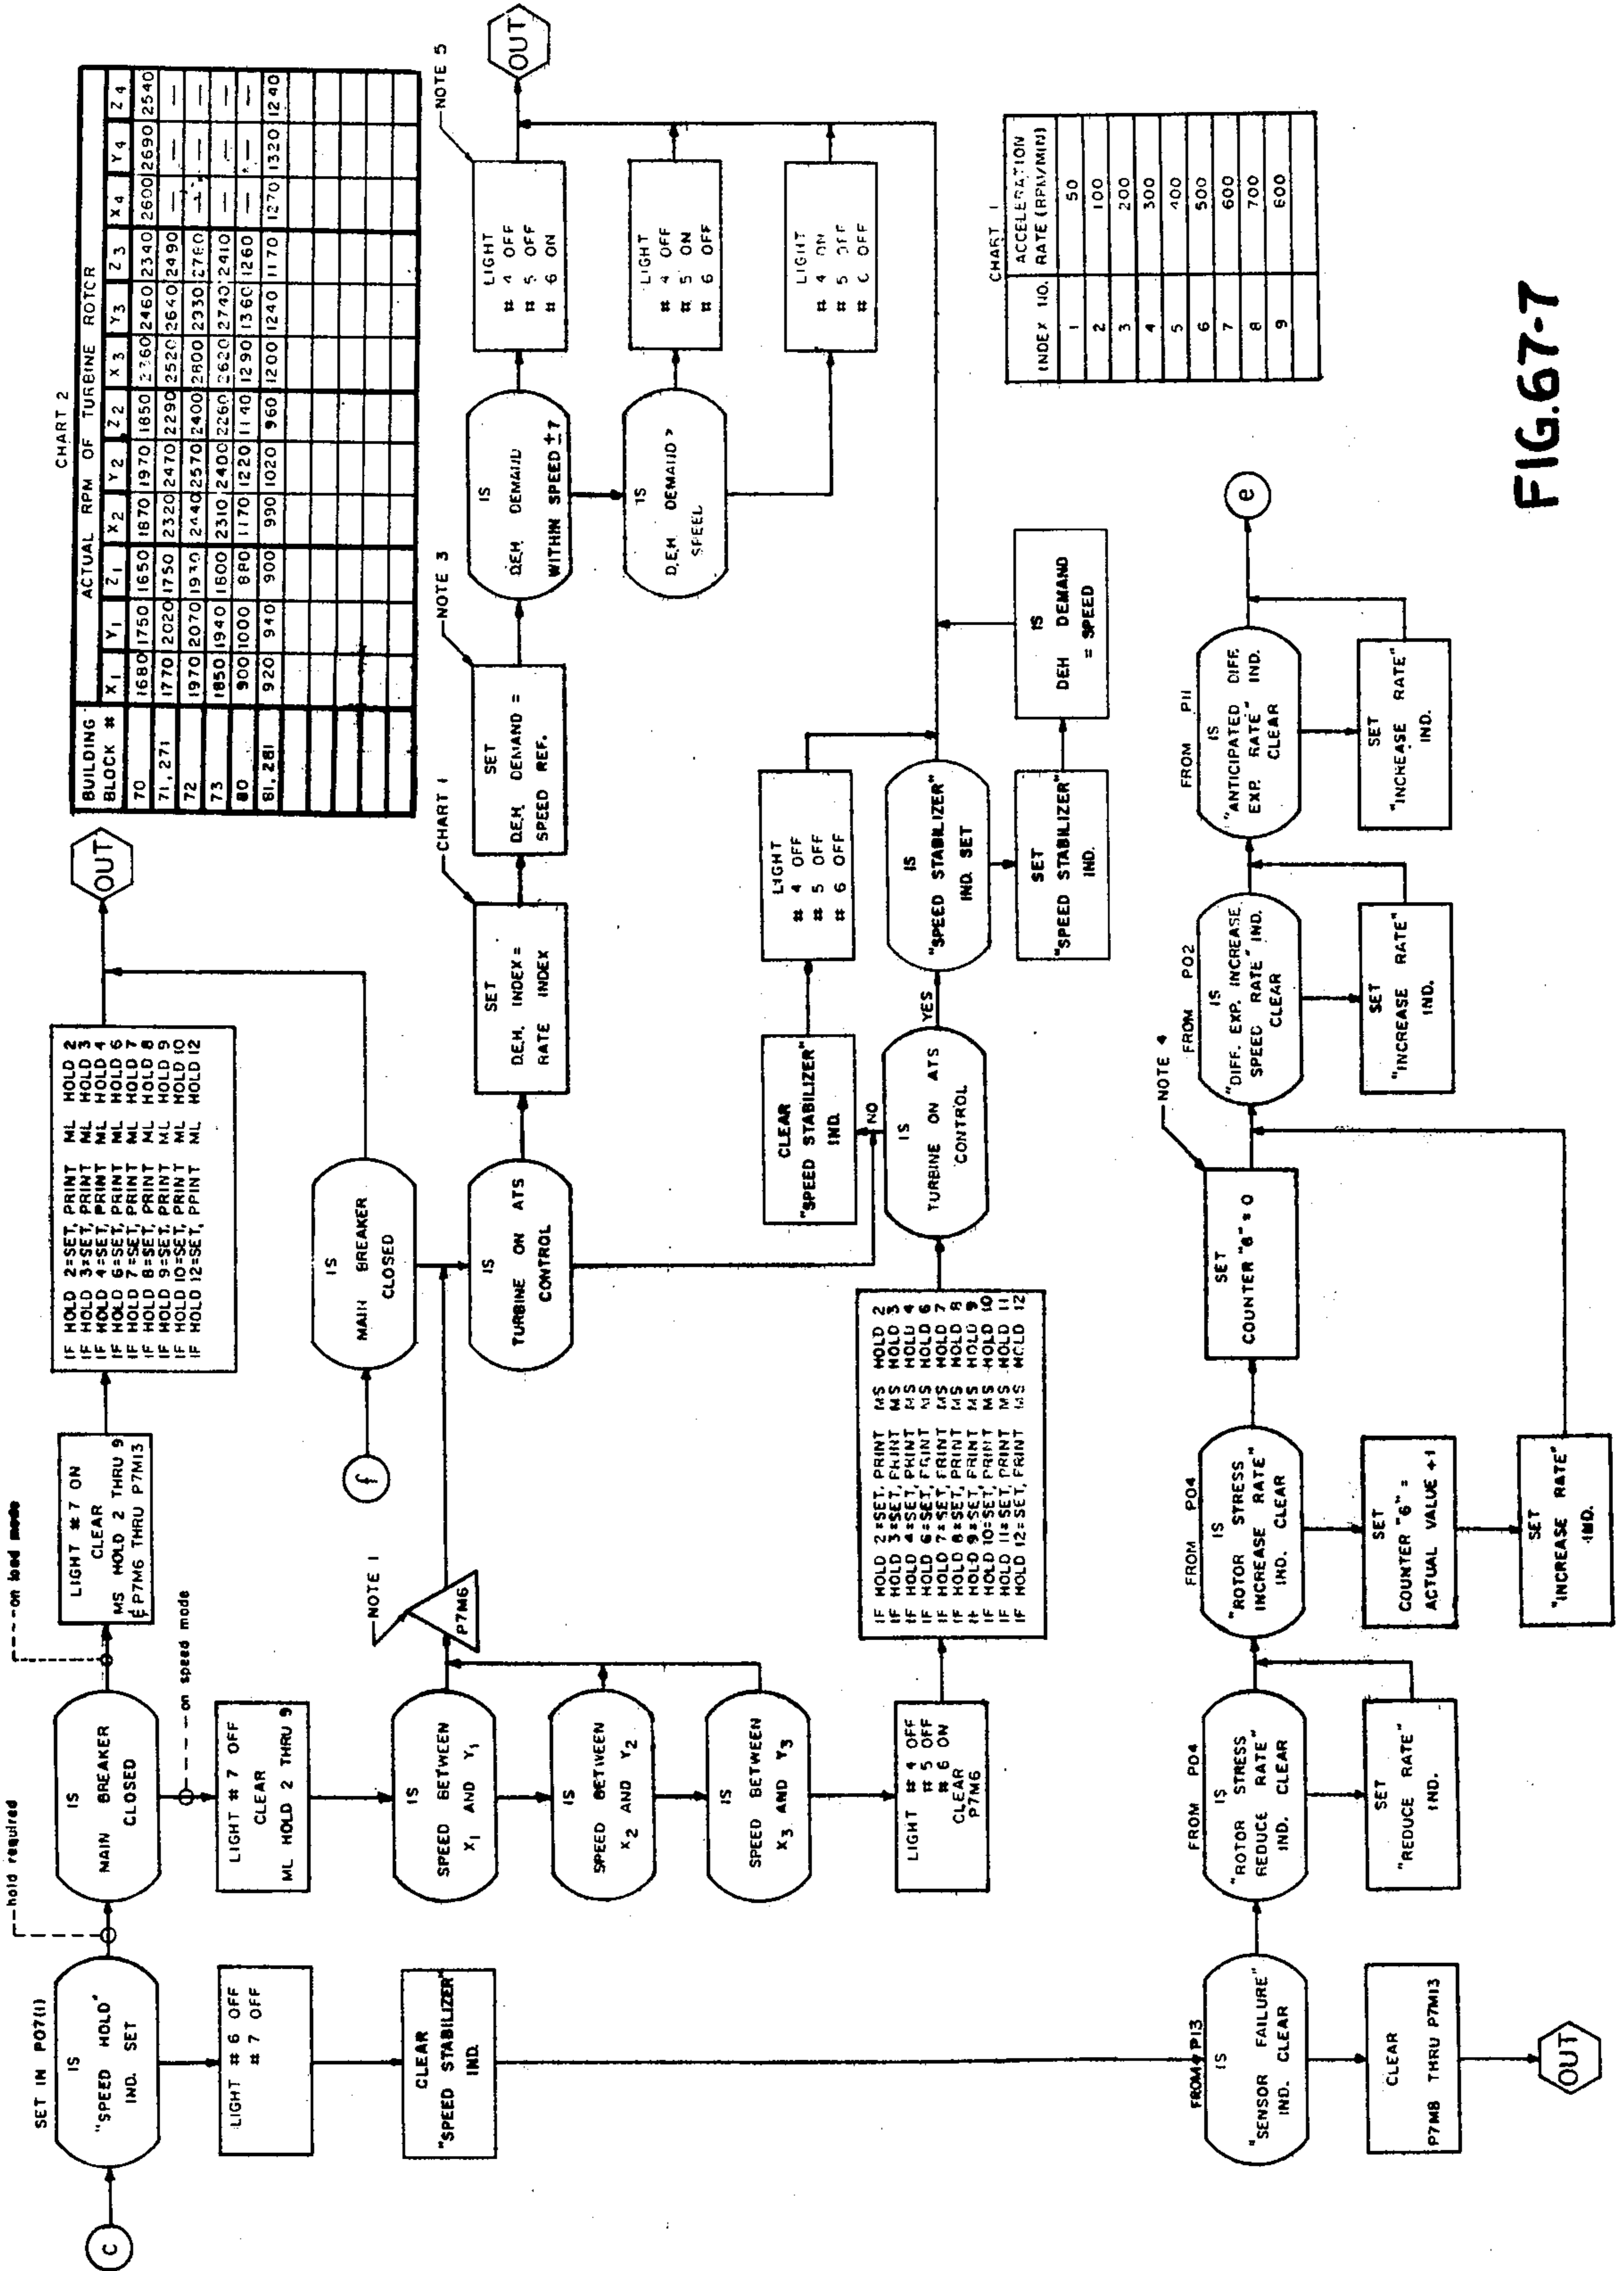 SET IN P07(1)
C
IS
"SPEED HOLD"
IND. SET
---hold required
IS
MAIN BREAKER
CLOSED
---on load mode
LIGHT # 7 ON
CLEAR
MS HOLD 2 THRU 9
& P7M6 THRU P7M13
IF HOLD 2=SET, PRINT ML HOLD 2
IF HOLD 3=SET, PRINT ML HOLD 3
IF HOLD 4=SET, PRINT ML HOLD 4
IF HOLD 6=SET, PRINT ML HOLD 6
IF HOLD 7=SET, PRINT ML HOLD 7
IF HOLD 8=SET, PRINT ML HOLD 8
IF HOLD 9=SET, PRINT ML HOLD 9
IF HOLD 10=SET, PRINT ML HOLD 10
IF HOLD 12=SET, PRINT ML HOLD 12
OUT
CHART 2
BUILDING BLOCK # ACTUAL RPM OF TURBINE ROTOR
X1 Y1 Z1 X2 Y2 Z2 X3 Y3 Z3 X4 Y4 Z4
70 1680 1750 1650 1870 1970 1850 2360 2460 2340 2600 2690 2540
71, 271 1770 2020 1750 2320 2470 2290 2520 2640 2490 — — —
72 1970 2070 1930 2440 2570 2400 2800 2930 2780 — — —
73 1850 1940 1800 2310 2400 2260 2620 2740 2410 — — —
80 900 1000 880 1170 1220 1140 1290 1360 1260 — — —
81, 281 920 940 900 990 1020 960 1200 1240 1170 1270 1320 1240
LIGHT # 6 OFF
# 7 OFF
CLEAR
"SPEED STABILIZER"
IND.
---on speed mode
LIGHT # 7 OFF
CLEAR
ML HOLD 2 THRU 9
IS
SPEED BETWEEN
X1 AND Y1
IS
SPEED BETWEEN
X2 AND Y2
IS
SPEED BETWEEN
X3 AND Y3
LIGHT # 4 OFF
# 5 OFF
# 6 ON
CLEAR
P7M6
NOTE 1
P7M6
f
IS
MAIN BREAKER
CLOSED
IS
TURBINE ON ATS
CONTROL
CHART 1
SET
D.E.H. INDEX =
RATE INDEX
NOTE 3
SET
D.E.H. DEMAND =
SPEED REF.
IS
D.E.H. DEMAND
WITHIN SPEED ±7
NOTE 5
LIGHT
# 4 OFF
# 5 OFF
# 6 ON
OUT
IS
D.E.H. DEMAND >
SPEED
LIGHT
# 4 OFF
# 5 ON
# 6 OFF
LIGHT
# 4 ON
# 5 OFF
# 6 OFF
IF HOLD 2=SET, PRINT MS HOLD 2
IF HOLD 3=SET, PRINT MS HOLD 3
IF HOLD 4=SET, PRINT MS HOLD 4
IF HOLD 6=SET, PRINT MS HOLD 6
IF HOLD 7=SET, PRINT MS HOLD 7
IF HOLD 8=SET, PRINT MS HOLD 8
IF HOLD 9=SET, PRINT MS HOLD 9
IF HOLD 10=SET, PRINT MS HOLD 10
IF HOLD 11=SET, PRINT MS HOLD 11
IF HOLD 12=SET, PRINT MS HOLD 12
IS
TURBINE ON ATS
CONTROL
NO
YES
CLEAR
"SPEED STABILIZER"
IND.
LIGHT
# 4 OFF
# 5 OFF
# 6 OFF
IS
"SPEED STABILIZER"
IND. SET
SET
"SPEED STABILIZER"
IND.
IS
DEH DEMAND
= SPEED
CHART 1
INDEX NO. ACCELERATION RATE (RPM/MIN)
1 50
2 100
3 200
4 300
5 400
6 500
7 600
8 700
9 800
FROM P13
IS
"SENSOR FAILURE"
IND. CLEAR
CLEAR
P7M8 THRU P7M13
OUT
FROM P04
IS
"ROTOR STRESS
REDUCE RATE"
IND. CLEAR
SET
"REDUCE RATE"
IND.
FROM P04
IS
"ROTOR STRESS
INCREASE RATE"
IND. CLEAR
SET
COUNTER "6" =
ACTUAL VALUE +1
SET
"INCREASE RATE"
IND.
NOTE 4
SET
COUNTER "6" = 0
FROM P02
IS
"DIFF. EXP. INCREASE
SPEED RATE" IND.
CLEAR
SET
"INCREASE RATE"
IND.
FROM P11
IS
"ANTICIPATED DIFF.
EXP. RATE" IND.
CLEAR
SET
"INCREASE RATE"
IND.
e
FIG.67-7